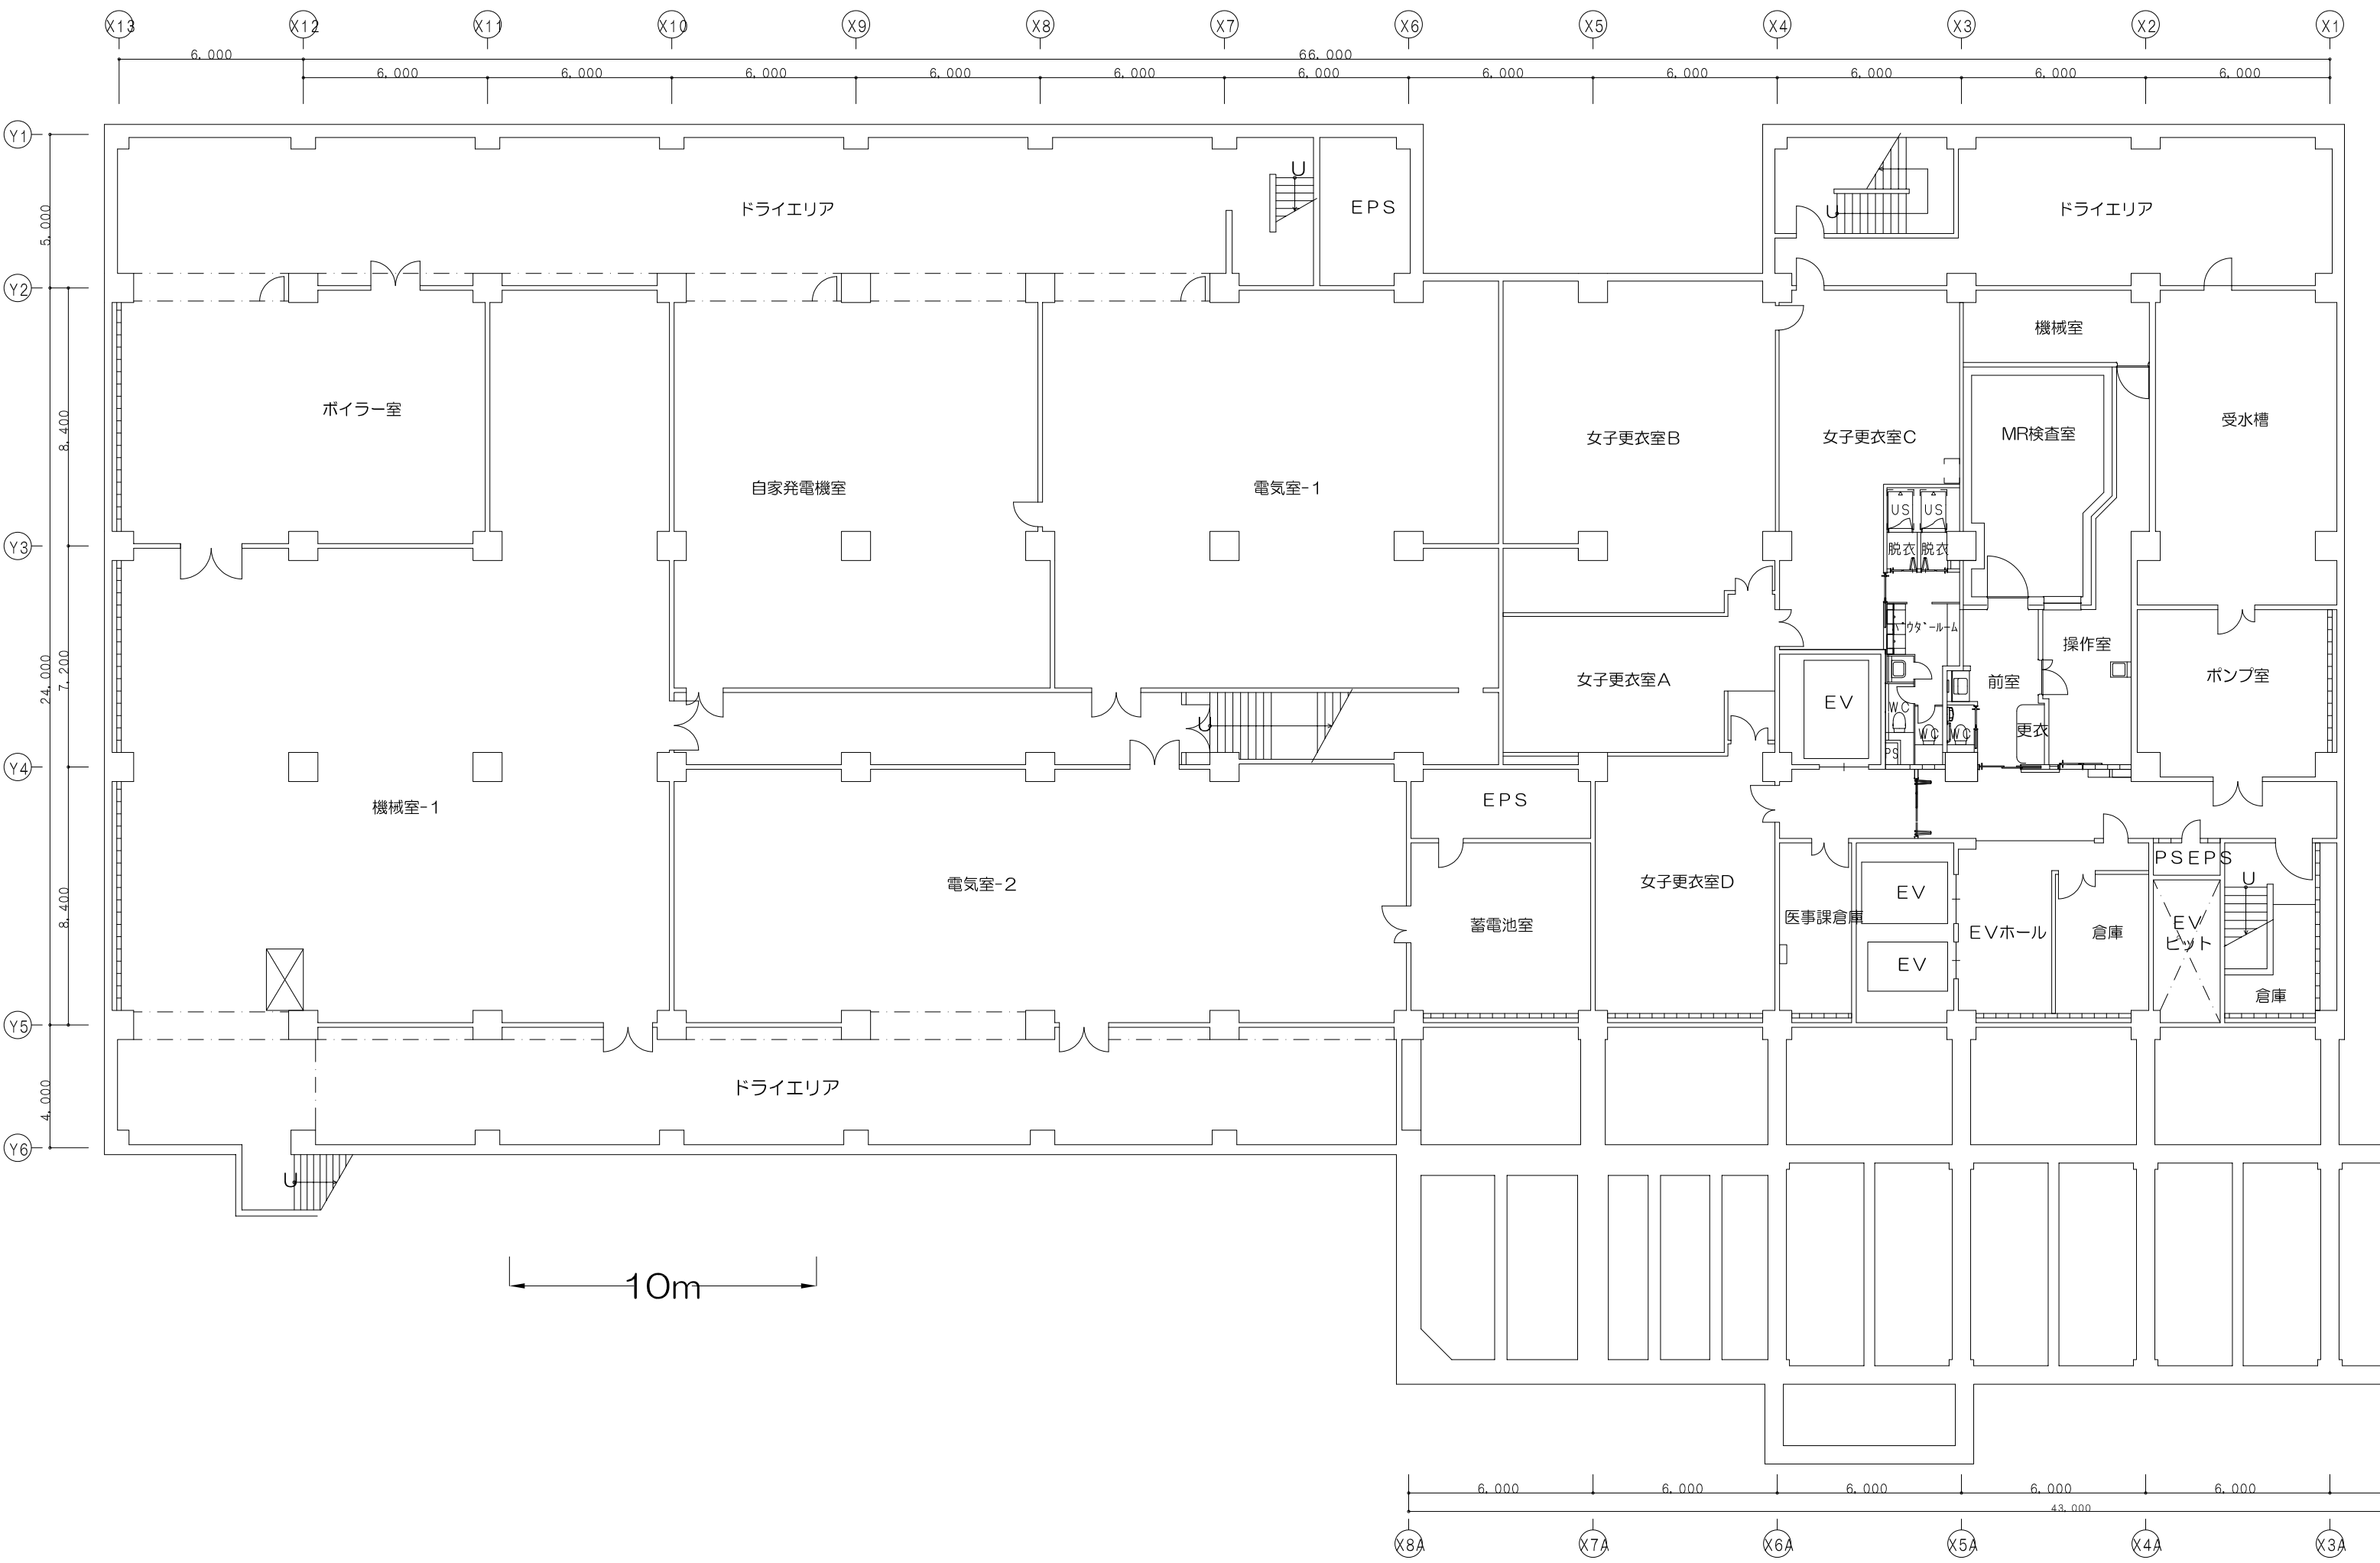 X13 X12 X11 X10 X9 X8 X7 X6 X5 X4 X3 X2 X1
6,000 66,000
6,000 6,000 6,000 6,000 6,000 6,000 6,000 6,000 6,000 6,000 6,000
Y1
U
EPS
ドライエリア
U
ドライエリア
5,000
Y2
機械室
ボイラー室
8,400
女子更衣室B
女子更衣室C
MR検査室
受水槽
自家発電機室
電気室-1
US US
Y3
脱衣 脱衣
パウダールーム
操作室
24,000
7,200
女子更衣室A
前室
ポンプ室
EV
WC
U
WC WC
更衣
PS
Y4
機械室-1
EPS
電気室-2
女子更衣室D
PS EPS
U
8,400
EV
医事課倉庫
蓄電池室
EVホール
倉庫
EV
ピット
EV
倉庫
Y5
ドライエリア
4,000
Y6
U
10m
6,000 6,000 6,000 6,000 6,000
43,000
X8A X7A X6A X5A X4A X3A